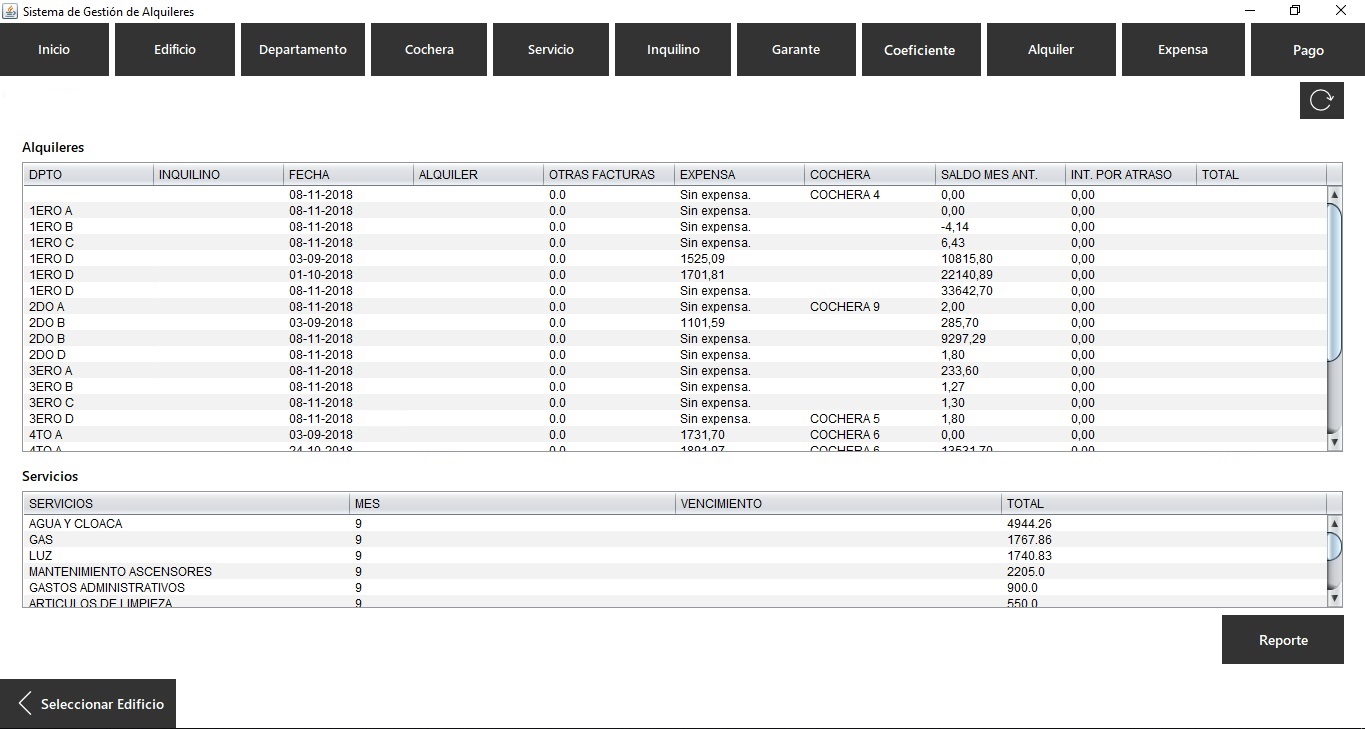 Sistema de Gestión de Alquileres
Inicio Edificio Departamento Cochera Servicio Inquilino Garante Coeficiente Alquiler Expensa Pago
Alquileres
DPTO INQUILINO FECHA ALQUILER OTRAS FACTURAS EXPENSA COCHERA SALDO MES ANT. INT. POR ATRASO TOTAL
08-11-2018 0.0 Sin expensa. COCHERA 4 0,00 0,00
1ERO A 08-11-2018 0.0 Sin expensa. 0,00 0,00
1ERO B 08-11-2018 0.0 Sin expensa. -4,14 0,00
1ERO C 08-11-2018 0.0 Sin expensa. 6,43 0,00
1ERO D 03-09-2018 0.0 1525,09 10815,80 0,00
1ERO D 01-10-2018 0.0 1701,81 22140,89 0,00
1ERO D 08-11-2018 0.0 Sin expensa. 33642,70 0,00
2DO A 08-11-2018 0.0 Sin expensa. COCHERA 9 2,00 0,00
2DO B 03-09-2018 0.0 1101,59 285,70 0,00
2DO B 08-11-2018 0.0 Sin expensa. 9297,29 0,00
2DO D 08-11-2018 0.0 Sin expensa. 1,80 0,00
3ERO A 08-11-2018 0.0 Sin expensa. 233,60 0,00
3ERO B 08-11-2018 0.0 Sin expensa. 1,27 0,00
3ERO C 08-11-2018 0.0 Sin expensa. 1,30 0,00
3ERO D 08-11-2018 0.0 Sin expensa. COCHERA 5 1,80 0,00
4TO A 03-09-2018 0.0 1731,70 COCHERA 6 0,00 0,00
4TO A 24-10-2018 0.0 1891,97 COCHERA 6 13531,70 0,00
Servicios
SERVICIOS MES VENCIMIENTO TOTAL
AGUA Y CLOACA 9 4944.26
GAS 9 1767.86
LUZ 9 1740.83
MANTENIMIENTO ASCENSORES 9 2205.0
GASTOS ADMINISTRATIVOS 9 900.0
ARTICULOS DE LIMPIEZA 9 550.0
Reporte
Seleccionar Edificio